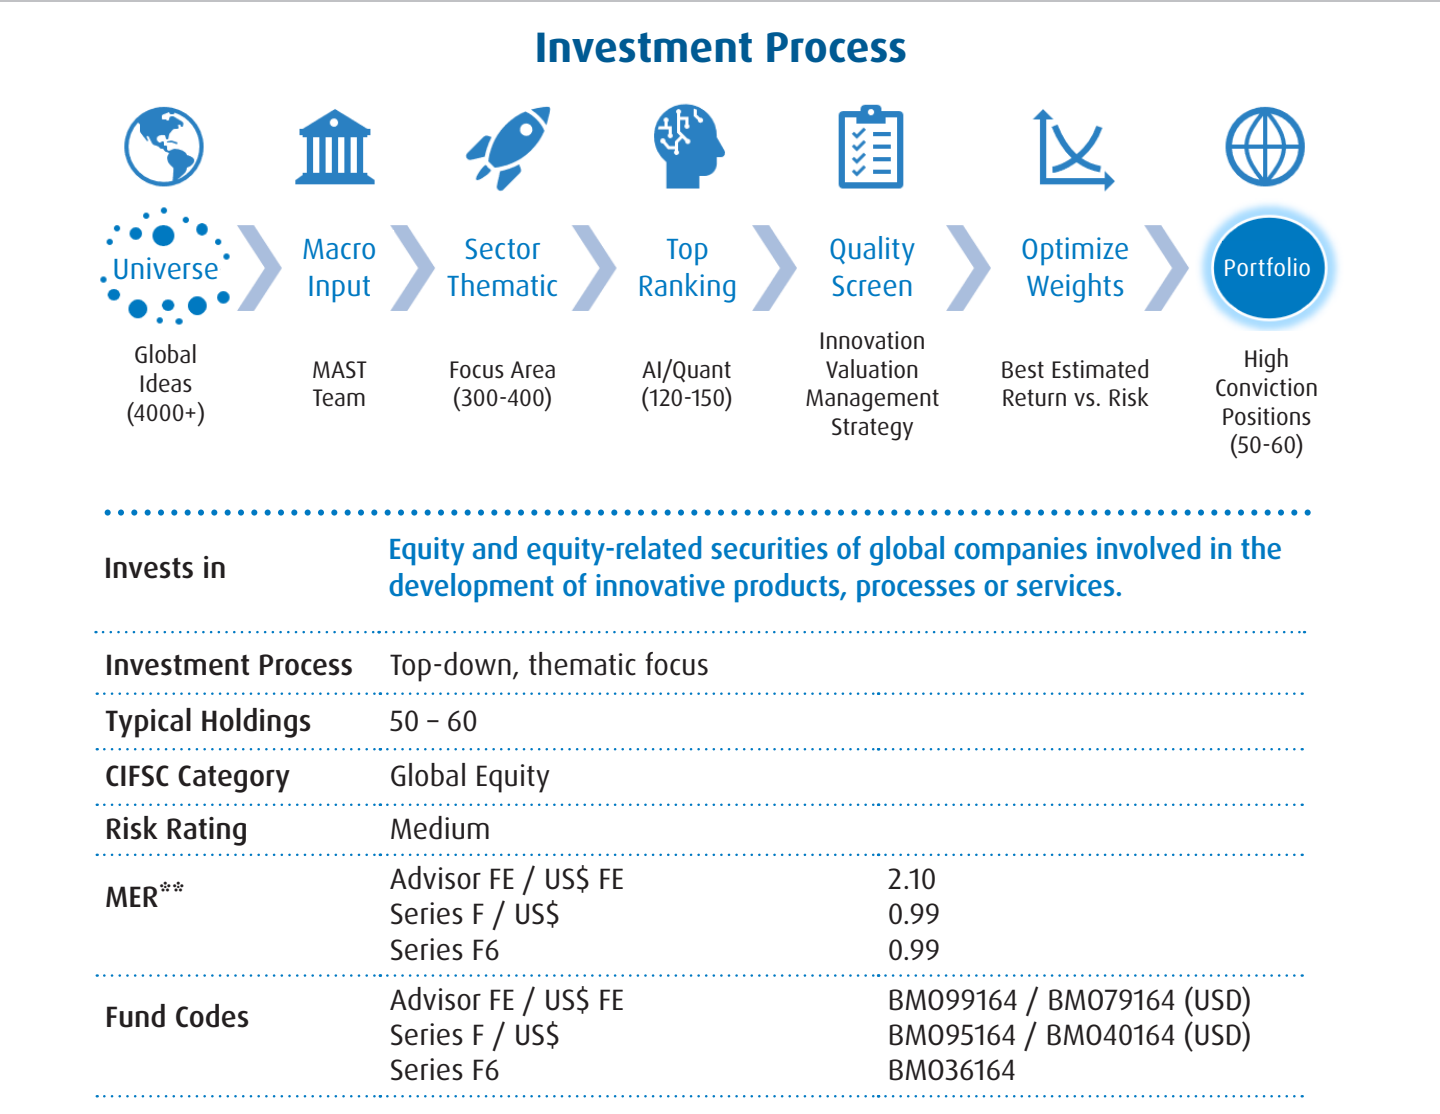 Investment Process
Universe
Macro
Input
Sector
Thematic
Top
Ranking
Quality
Screen
Optimize
Weights
Portfolio
Global
Ideas
(4000+)
MAST
Team
Focus Area
(300-400)
AI/Quant
(120-150)
Innovation
Valuation
Management
Strategy
Best Estimated
Return vs. Risk
High
Conviction
Positions
(50-60)
Invests in
Equity and equity-related securities of global companies involved in the
development of innovative products, processes or services.
Investment Process Top-down, thematic focus
Typical Holdings 50 – 60
CIFSC Category Global Equity
Risk Rating Medium
MER**
Advisor FE / US$ FE 2.10
Series F / US$ 0.99
Series F6 0.99
Fund Codes
Advisor FE / US$ FE BMO99164 / BMO79164 (USD)
Series F / US$ BMO95164 / BMO40164 (USD)
Series F6 BMO36164